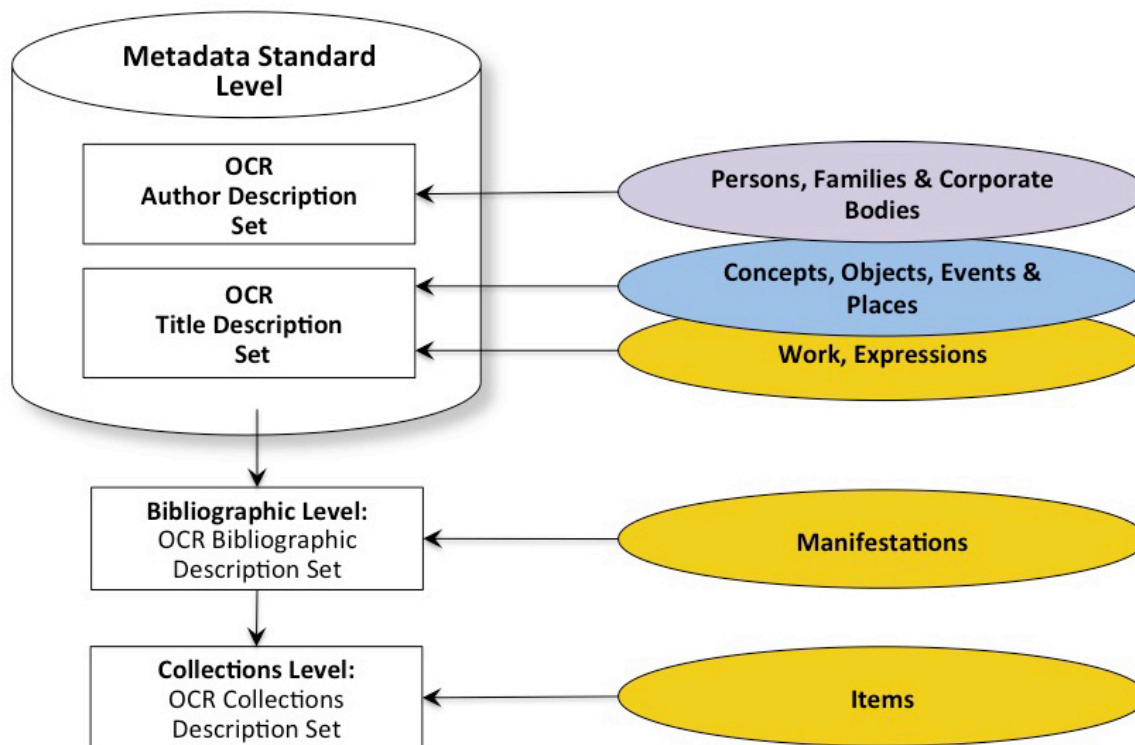 Metadata Standard
Level
OCR
Author Description
Set
Persons, Families & Corporate
Bodies
OCR
Title Description
Set
Concepts, Objects, Events &
Places
Work, Expressions
Bibliographic Level:
OCR Bibliographic
Description Set
Manifestations
Collections Level:
OCR Collections
Description Set
Items